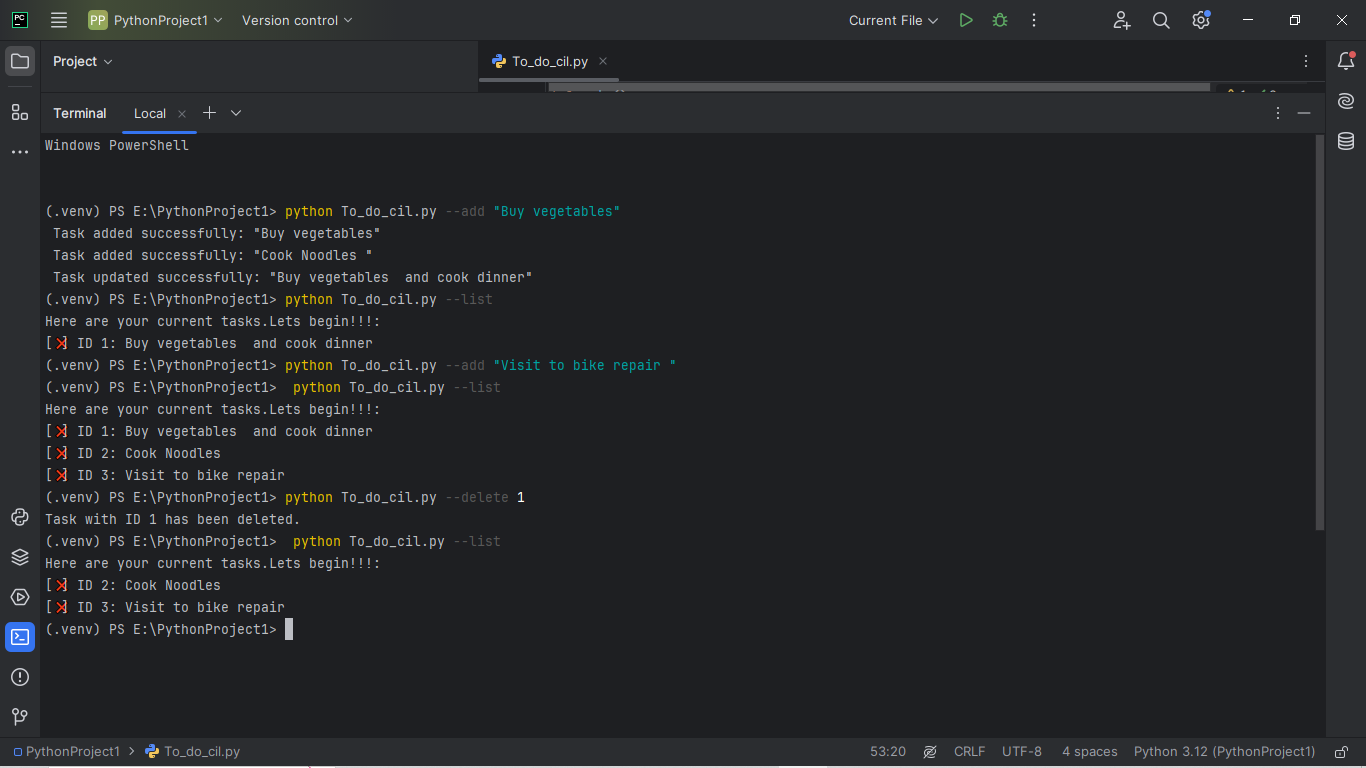 PC
PP PythonProject1 Version control Current File
Project
To_do_cil.py
Terminal Local
Windows PowerShell
(.venv) PS E:\PythonProject1> python To_do_cil.py --add "Buy vegetables"
Task added successfully: "Buy vegetables"
Task added successfully: "Cook Noodles "
Task updated successfully: "Buy vegetables  and cook dinner"
(.venv) PS E:\PythonProject1> python To_do_cil.py --list
Here are your current tasks.Lets begin!!!:
[❌] ID 1: Buy vegetables  and cook dinner
(.venv) PS E:\PythonProject1> python To_do_cil.py --add "Visit to bike repair "
(.venv) PS E:\PythonProject1>  python To_do_cil.py --list
Here are your current tasks.Lets begin!!!:
[❌] ID 1: Buy vegetables  and cook dinner
[❌] ID 2: Cook Noodles
[❌] ID 3: Visit to bike repair
(.venv) PS E:\PythonProject1> python To_do_cil.py --delete 1
Task with ID 1 has been deleted.
(.venv) PS E:\PythonProject1>  python To_do_cil.py --list
Here are your current tasks.Lets begin!!!:
[❌] ID 2: Cook Noodles
[❌] ID 3: Visit to bike repair
(.venv) PS E:\PythonProject1>
PythonProject1 > To_do_cil.py 53:20 CRLF UTF-8 4 spaces Python 3.12 (PythonProject1)